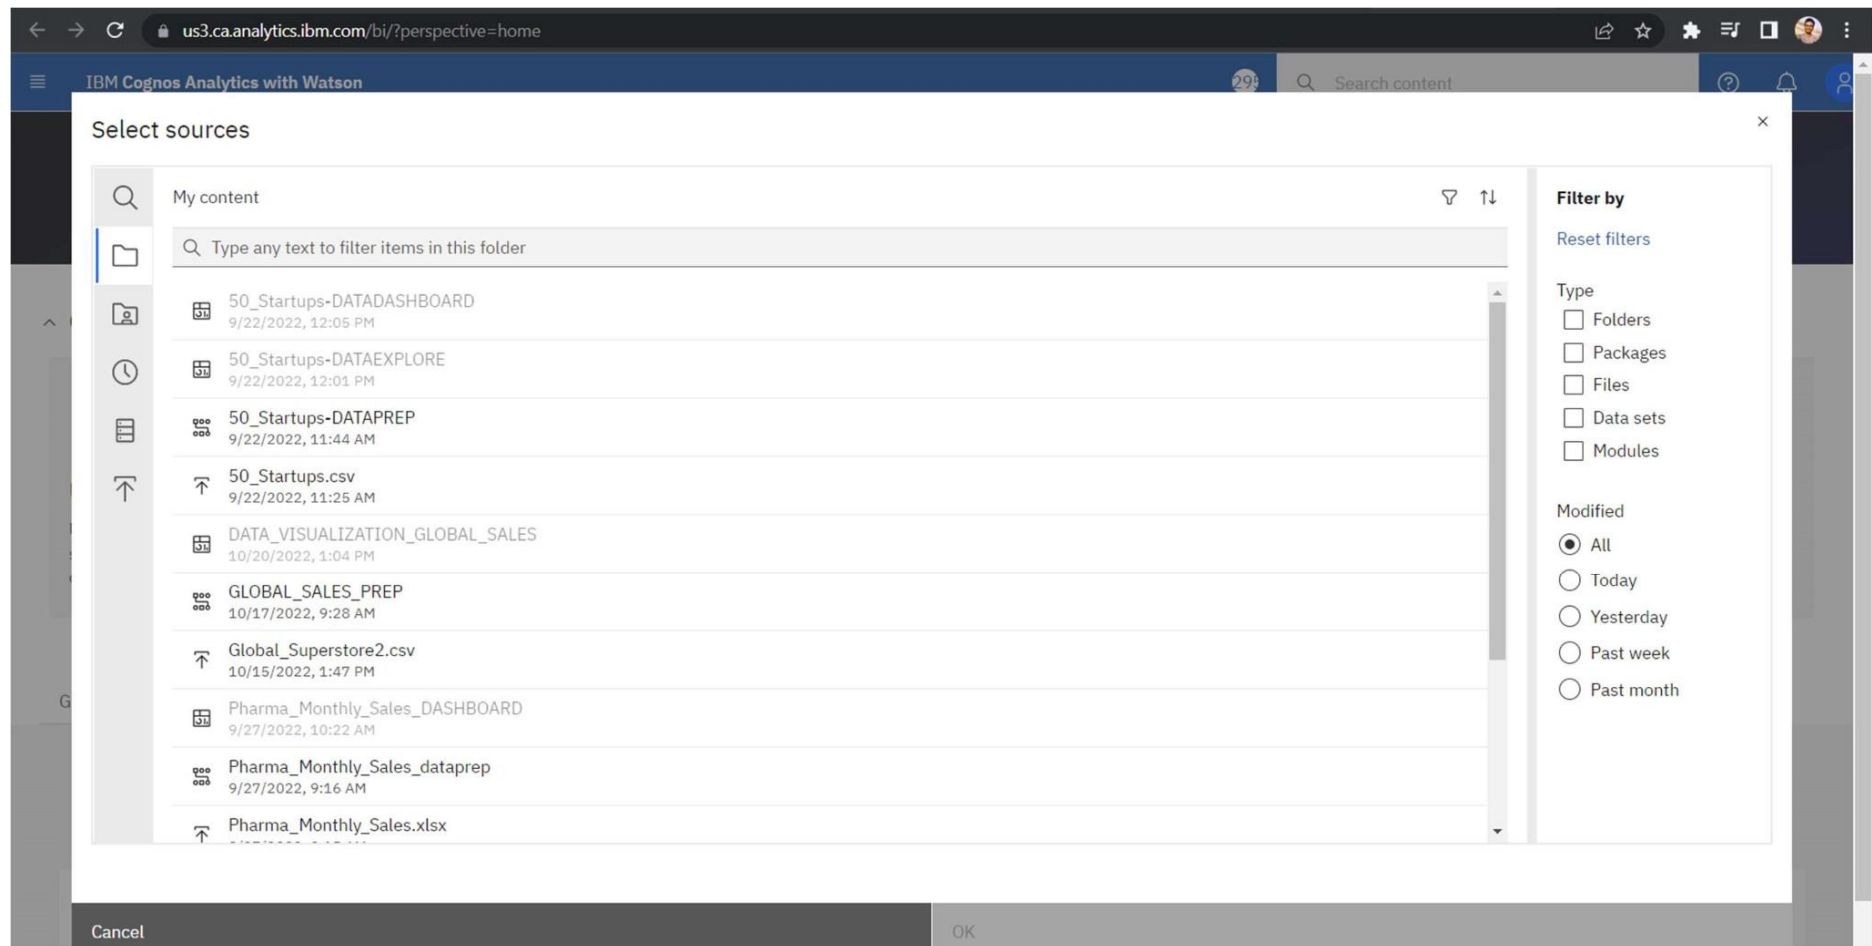 us3.ca.analytics.ibm.com/bi/?perspective=home
IBM Cognos Analytics with Watson
295
Search content
Select sources
My content
Type any text to filter items in this folder
50_Startups-DATADASHBOARD
9/22/2022, 12:05 PM
50_Startups-DATAEXPLORE
9/22/2022, 12:01 PM
50_Startups-DATAPREP
9/22/2022, 11:44 AM
50_Startups.csv
9/22/2022, 11:25 AM
DATA_VISUALIZATION_GLOBAL_SALES
10/20/2022, 1:04 PM
GLOBAL_SALES_PREP
10/17/2022, 9:28 AM
Global_Superstore2.csv
10/15/2022, 1:47 PM
Pharma_Monthly_Sales_DASHBOARD
9/27/2022, 10:22 AM
Pharma_Monthly_Sales_dataprep
9/27/2022, 9:16 AM
Pharma_Monthly_Sales.xlsx
Filter by
Reset filters
Type
Folders
Packages
Files
Data sets
Modules
Modified
All
Today
Yesterday
Past week
Past month
G
Cancel
OK